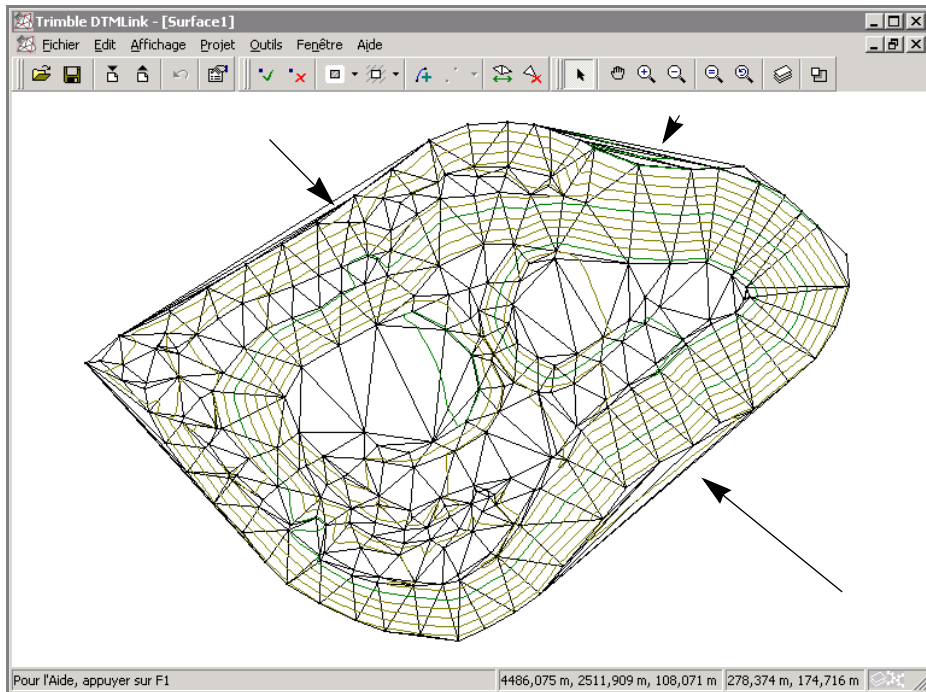 Trimble DTMLink - [Surface1]
Fichier Edit Affichage Projet Outils Fenêtre Ajde
Pour l'Aide, appuyer sur F1 4486,075 m, 2511,909 m, 108,071 m 278,374 m, 174,716 m